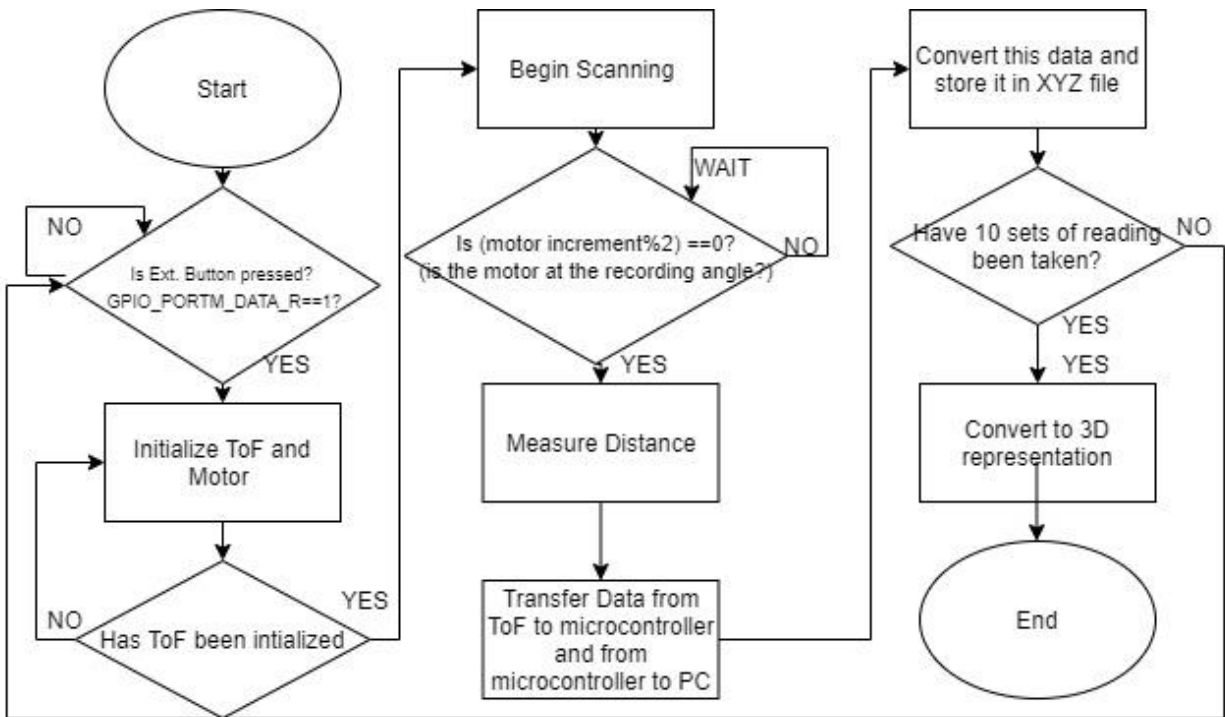 Start
NO
Is Ext. Button pressed?
GPIO_PORTM_DATA_R==1?
YES
Initialize ToF and
Motor
NO
YES
Has ToF been intialized
Begin Scanning
WAIT
Is (motor increment%2) ==0?
NO
(is the motor at the recording angle?)
YES
Measure Distance
Transfer Data from
ToF to microcontroller
and from
microcontroller to PC
Convert this data and
store it in XYZ file
NO
Have 10 sets of reading
been taken?
YES
YES
Convert to 3D
representation
End